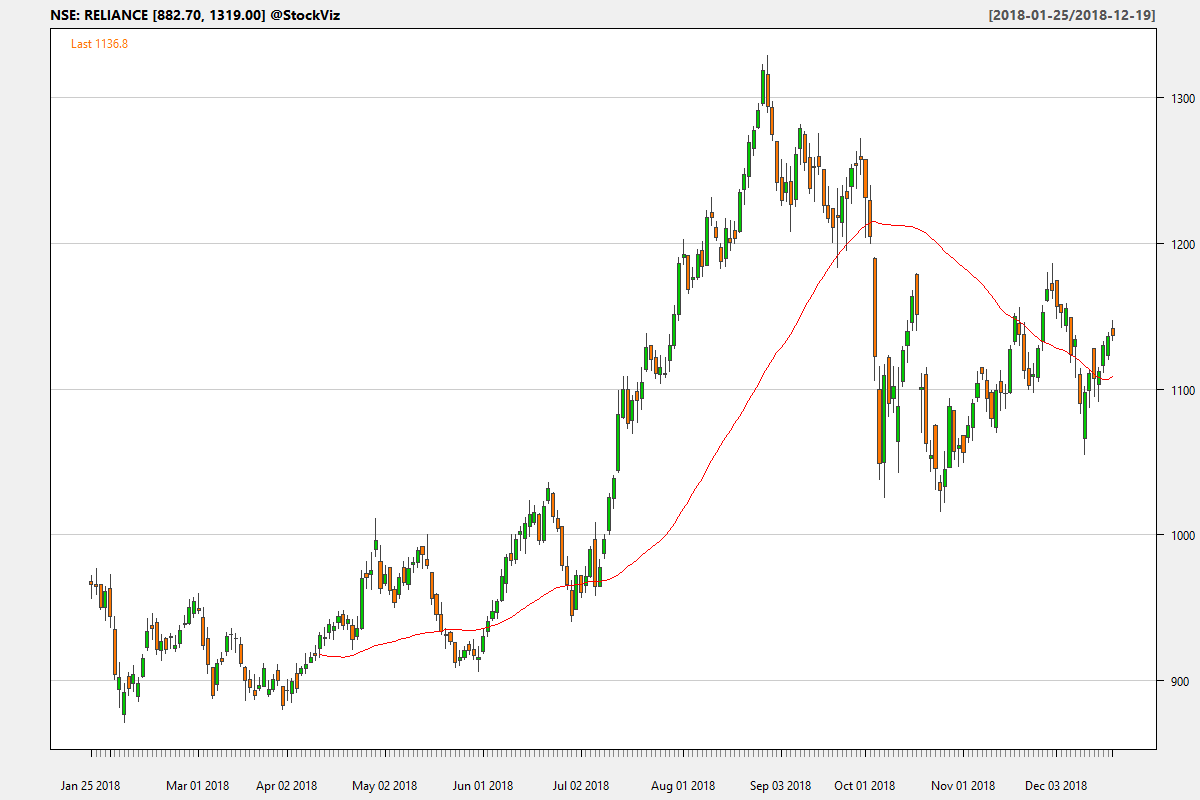 NSE: RELIANCE [882.70, 1319.00] @StockViz
[2018-01-25/2018-12-19]
Last 1136.8
1300
1200
1100
1000
900
Jan 25 2018
Mar 01 2018
Apr 02 2018
May 02 2018
Jun 01 2018
Jul 02 2018
Aug 01 2018
Sep 03 2018
Oct 01 2018
Nov 01 2018
Dec 03 2018